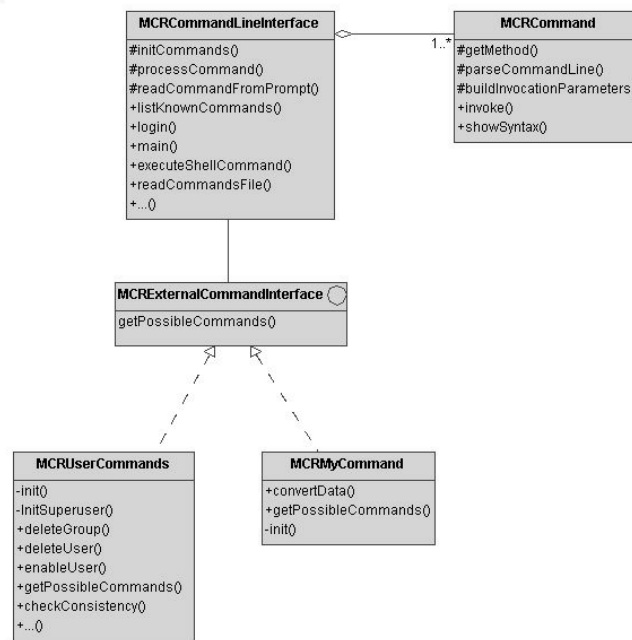 MCRCommandLineInterface
#initCommands()
#processCommand()
#readCommandFromPrompt()
+listKnownCommands()
+login()
+main()
+executeShellCommand()
+readCommandsFile()
+...()
1..*
MCRCommand
#getMethod()
#parseCommandLine()
#buildInvocationParameters
+invoke()
+showSyntax()
MCRExternalCommandInterface
getPossibleCommands()
MCRUserCommands
-init()
-InitSuperuser()
+deleteGroup()
+deleteUser()
+enableUser()
+getPossibleCommands()
+checkConsistency()
+...()
MCRMyCommand
+convertData()
+getPossibleCommands()
-init()